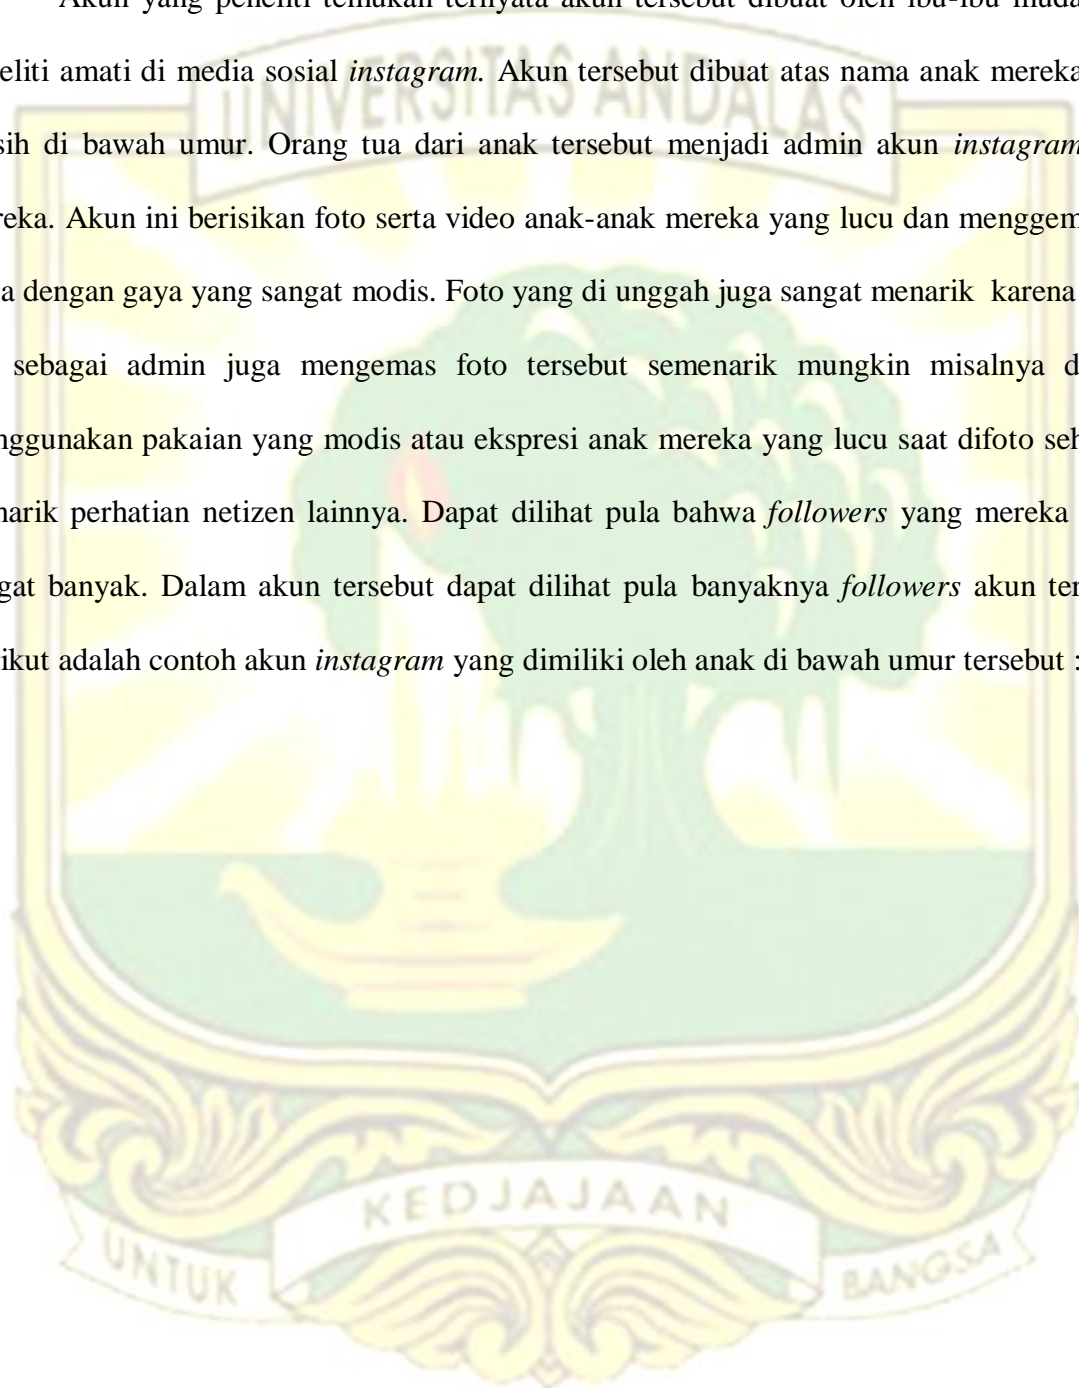 Akun yang peneliti temukan ternyata akun tersebut dibuat oleh ibu-ibu muda
eliti amati di media sosial instagram. Akun tersebut dibuat atas nama anak mereka
sih di bawah umur. Orang tua dari anak tersebut menjadi admin akun instagram
reka. Akun ini berisikan foto serta video anak-anak mereka yang lucu dan menggem
a dengan gaya yang sangat modis. Foto yang di unggah juga sangat menarik karena
sebagai admin juga mengemas foto tersebut semenarik mungkin misalnya d
nggunakan pakaian yang modis atau ekspresi anak mereka yang lucu saat difoto seh
narik perhatian netizen lainnya. Dapat dilihat pula bahwa followers yang mereka
gat banyak. Dalam akun tersebut dapat dilihat pula banyaknya followers akun ter
ikut adalah contoh akun instagram yang dimiliki oleh anak di bawah umur tersebut :
UNIVERSITAS ANDALAS
UNTUK KEDJAJAAN BANGSA